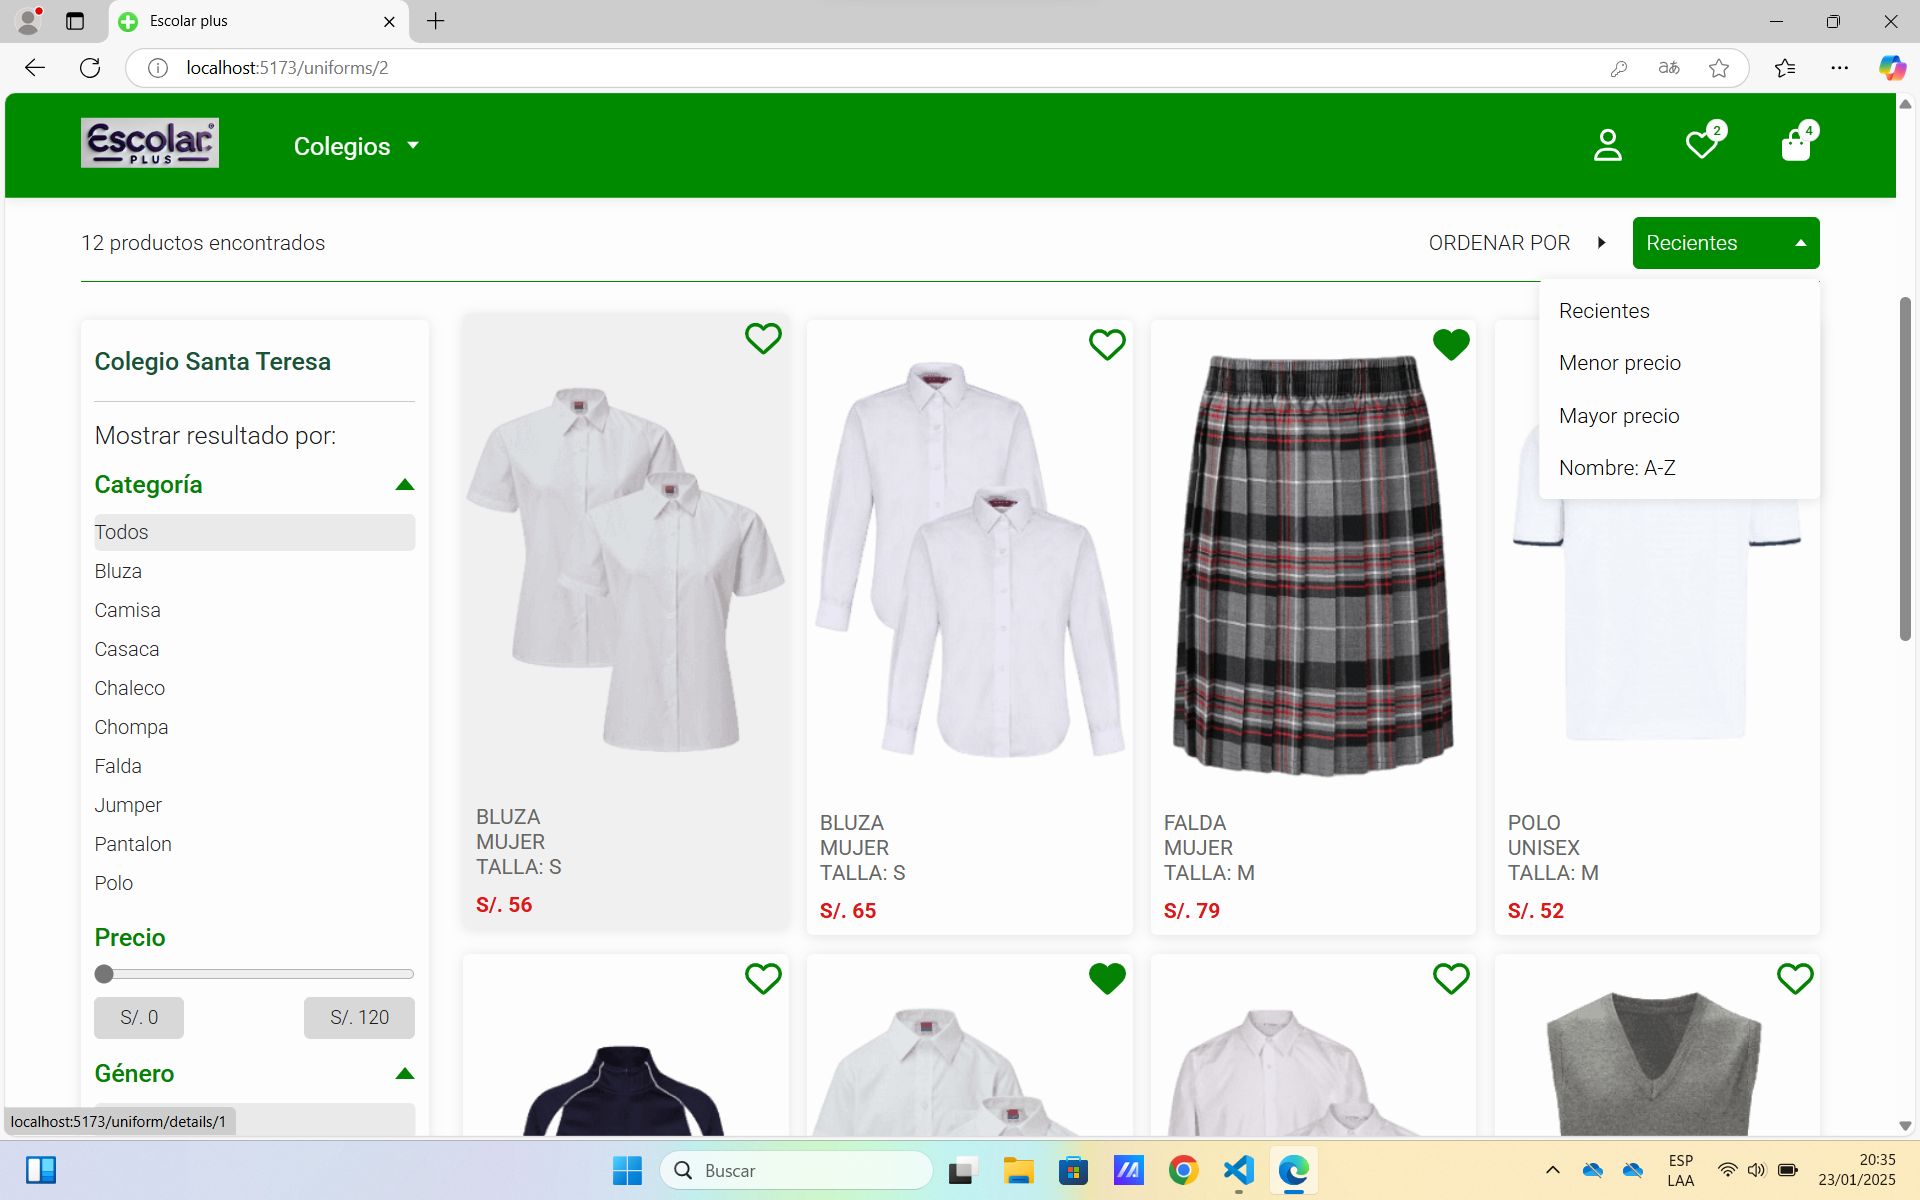 Escolar plus
localhost:5173/uniforms/2
Escolar
PLUS
Colegios
2
4
12 productos encontrados
ORDENAR POR
Recientes
Recientes
Menor precio
Mayor precio
Nombre: A-Z
Colegio Santa Teresa
Mostrar resultado por:
Categoría
Todos
Bluza
Camisa
Casaca
Chaleco
Chompa
Falda
Jumper
Pantalon
Polo
Precio
S/. 0
S/. 120
Género
BLUZA
MUJER
TALLA: S
S/. 56
BLUZA
MUJER
TALLA: S
S/. 65
FALDA
MUJER
TALLA: M
S/. 79
POLO
UNISEX
TALLA: M
S/. 52
localhost:5173/uniform/details/1
Buscar
ESP
LAA
20:35
23/01/2025